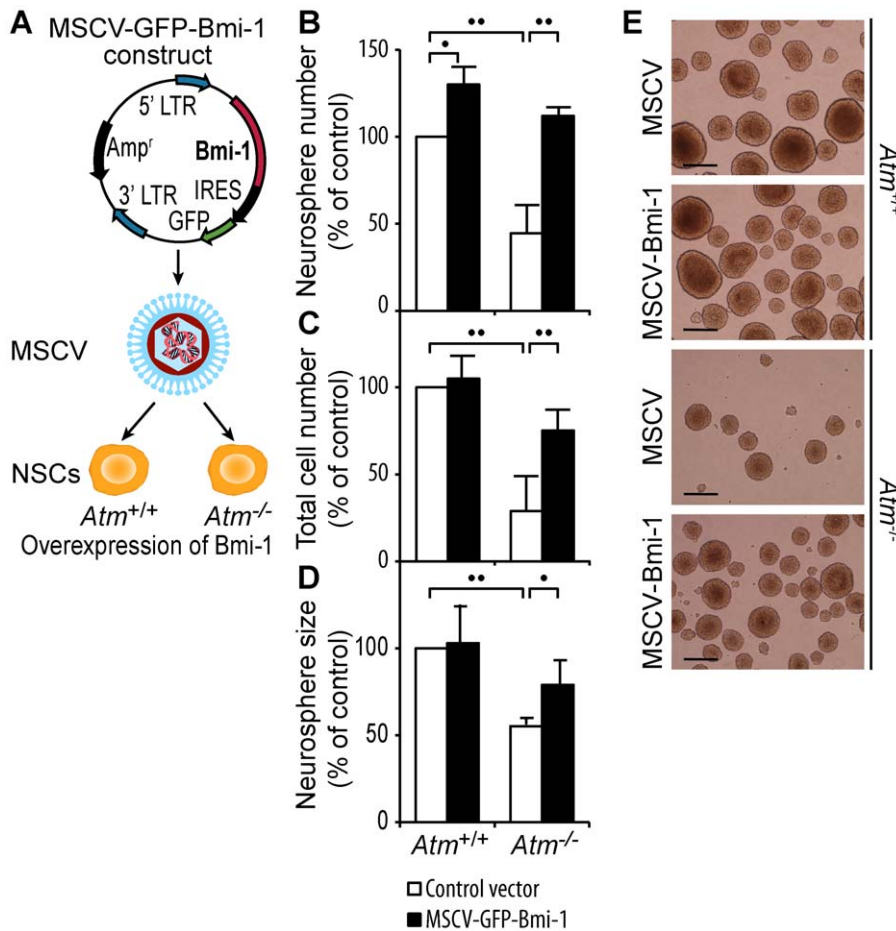 A
MSCV-GFP-Bmi-1
construct
5' LTR
Ampʳ
Bmi-1
3' LTR
IRES
GFP
MSCV
NSCs
Atm+/+
Atm-/-
Overexpression of Bmi-1
B
Neurosphere number
(% of control)
150
100
50
0
C
Total cell number
(% of control)
100
50
0
D
Neurosphere size
(% of control)
100
50
0
Atm+/+
Atm-/-
Control vector
MSCV-GFP-Bmi-1
E
MSCV
MSCV-Bmi-1
Atm+/+
MSCV
MSCV-Bmi-1
Atm-/-